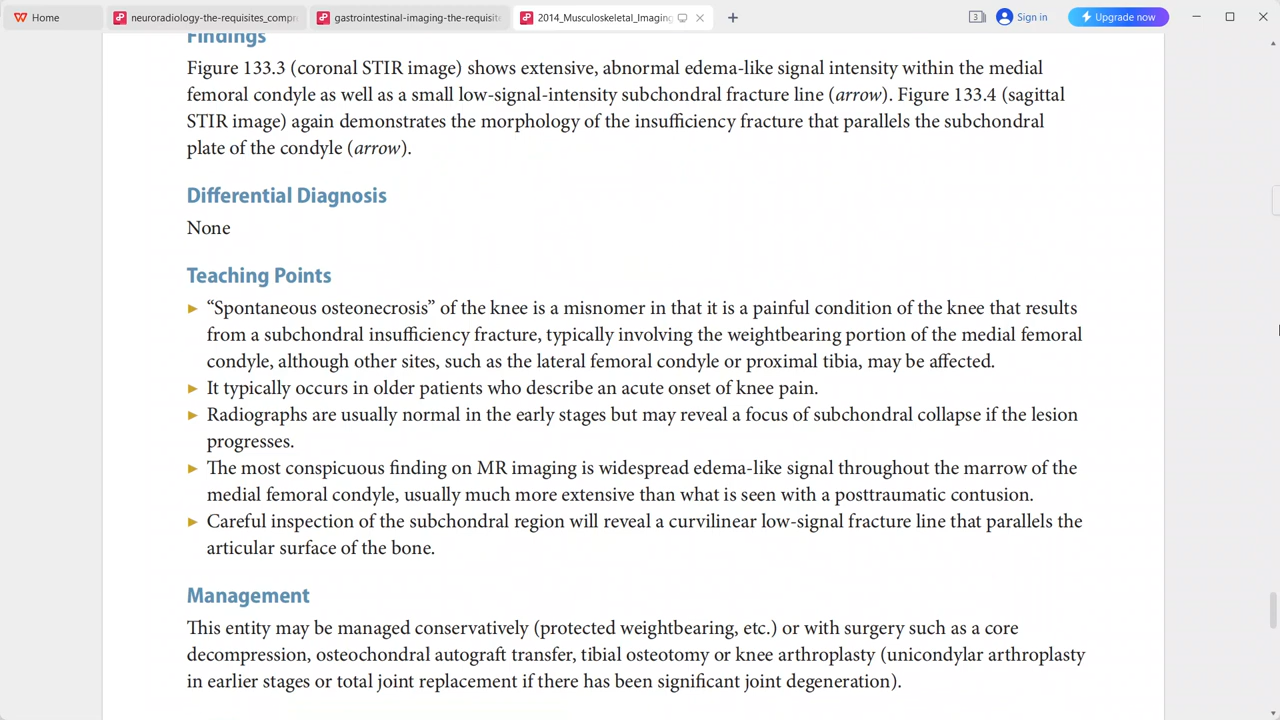 Home
neuroradiology-the-requisites_compr
gastrointestinal-imaging-the-requisite
2014_Musculoskeletal_Imaging
3
Sign in
Upgrade now
Findings
Figure 133.3 (coronal STIR image) shows extensive, abnormal edema-like signal intensity within the medial
femoral condyle as well as a small low-signal-intensity subchondral fracture line (arrow). Figure 133.4 (sagittal
STIR image) again demonstrates the morphology of the insufficiency fracture that parallels the subchondral
plate of the condyle (arrow).
Differential Diagnosis
None
Teaching Points
► “Spontaneous osteonecrosis” of the knee is a misnomer in that it is a painful condition of the knee that results
from a subchondral insufficiency fracture, typically involving the weightbearing portion of the medial femoral
condyle, although other sites, such as the lateral femoral condyle or proximal tibia, may be affected.
► It typically occurs in older patients who describe an acute onset of knee pain.
► Radiographs are usually normal in the early stages but may reveal a focus of subchondral collapse if the lesion
progresses.
► The most conspicuous finding on MR imaging is widespread edema-like signal throughout the marrow of the
medial femoral condyle, usually much more extensive than what is seen with a posttraumatic contusion.
► Careful inspection of the subchondral region will reveal a curvilinear low-signal fracture line that parallels the
articular surface of the bone.
Management
This entity may be managed conservatively (protected weightbearing, etc.) or with surgery such as a core
decompression, osteochondral autograft transfer, tibial osteotomy or knee arthroplasty (unicondylar arthroplasty
in earlier stages or total joint replacement if there has been significant joint degeneration).